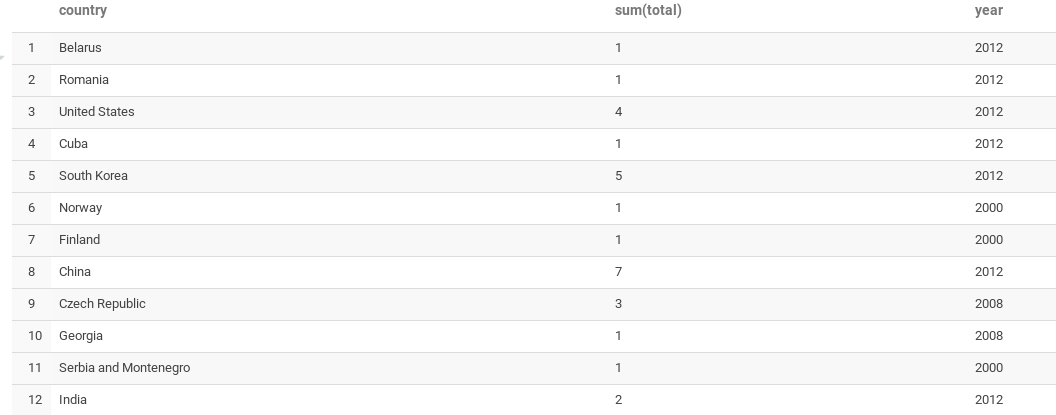 country sum(total) year
1 Belarus 1 2012
2 Romania 1 2012
3 United States 4 2012
4 Cuba 1 2012
5 South Korea 5 2012
6 Norway 1 2000
7 Finland 1 2000
8 China 7 2012
9 Czech Republic 3 2008
10 Georgia 1 2008
11 Serbia and Montenegro 1 2000
12 India 2 2012